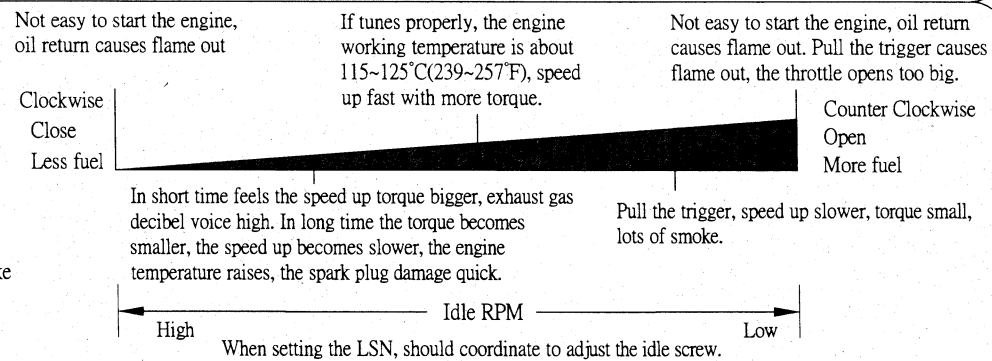 Not easy to start the engine,
oil return causes flame out
If tunes properly, the engine
working temperature is about
115~125°C(239~257°F), speed
up fast with more torque.
Not easy to start the engine, oil return
causes flame out. Pull the trigger causes
flame out, the throttle opens too big.
Clockwise
Close
Less fuel
Counter Clockwise
Open
More fuel
In short time feels the speed up torque bigger, exhaust gas
decibel voice high. In long time the torque becomes
smaller, the speed up becomes slower, the engine
temperature raises, the spark plug damage quick.
Pull the trigger, speed up slower, torque small,
lots of smoke.
Idle RPM
High
Low
When setting the LSN, should coordinate to adjust the idle screw.